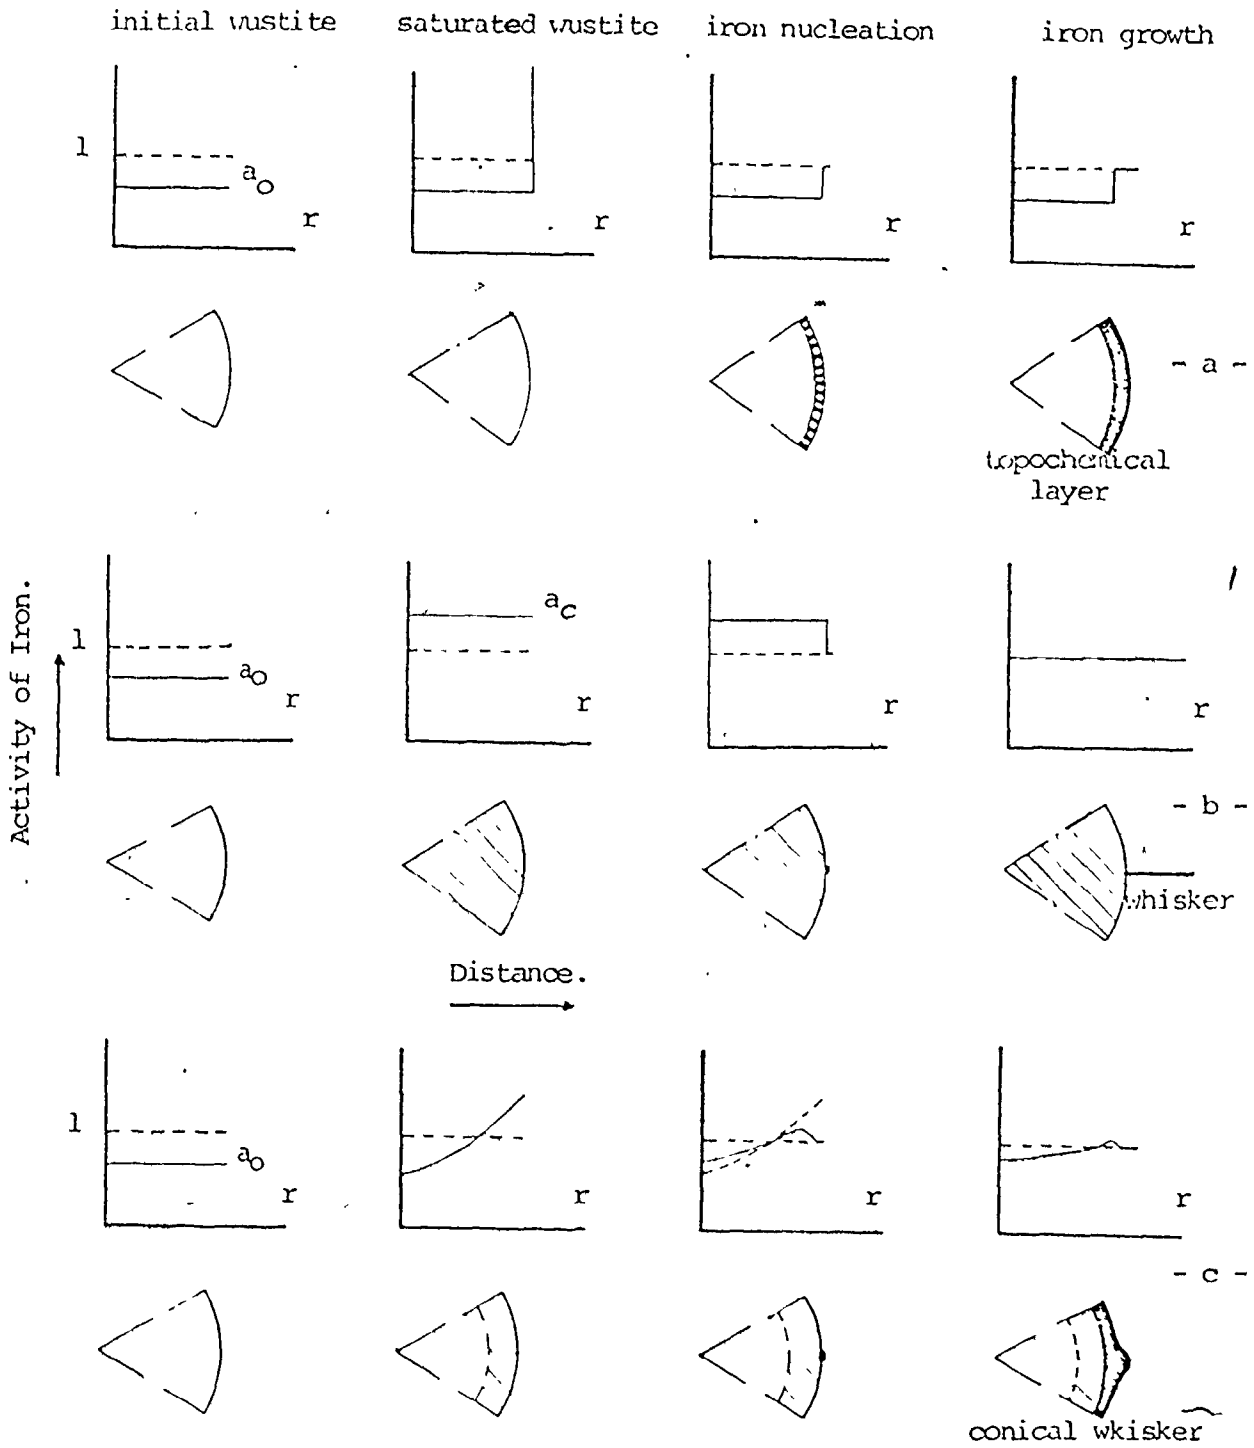 initial wustite
saturated wustite
iron nucleation
iron growth
1
a₀
r
r
r
r
- a -
topochemical
layer
Activity of Iron.
1
a₀
r
a_c
r
r
r
- b -
whisker
Distance.
1
a₀
r
r
r
r
- c -
conical wkisker